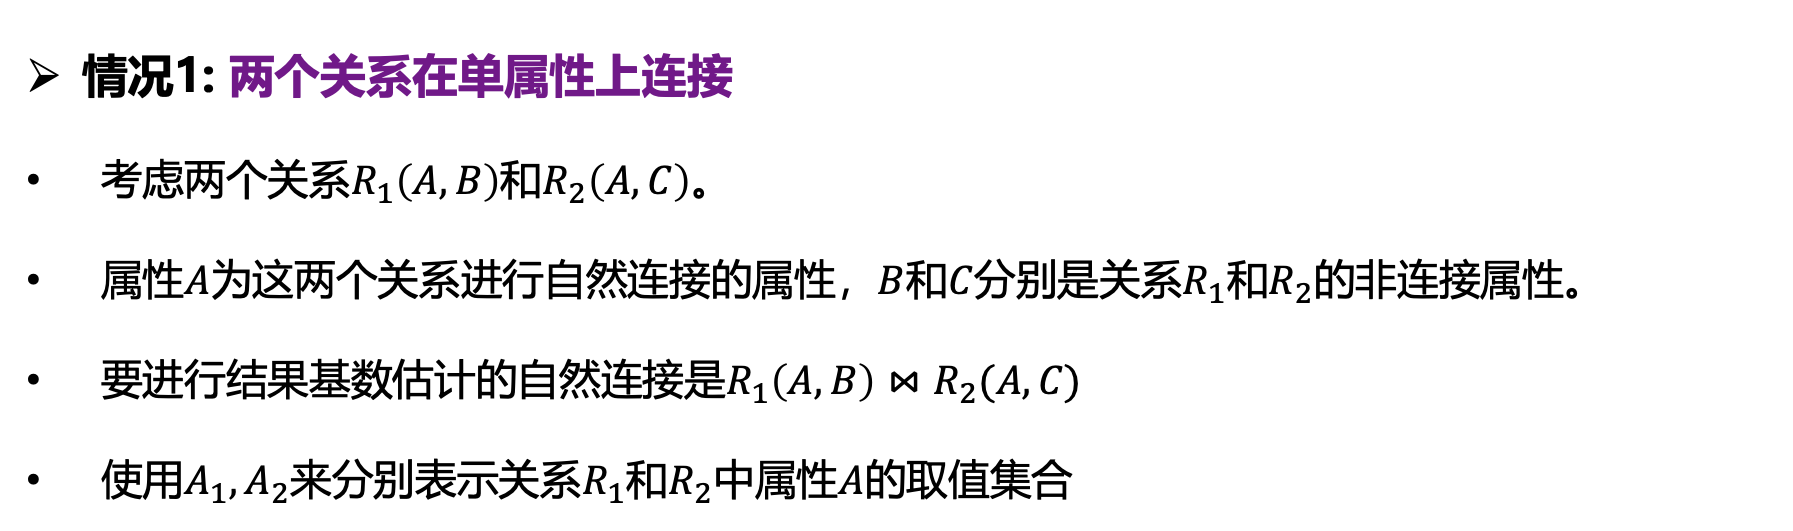 ➢ 情况1: 两个关系在单属性上连接
• 考虑两个关系𝑅₁(𝐴, 𝐵)和𝑅₂(𝐴, 𝐶)。
• 属性𝐴为这两个关系进行自然连接的属性，𝐵和𝐶分别是关系𝑅₁和𝑅₂的非连接属性。
• 要进行结果基数估计的自然连接是𝑅₁(𝐴, 𝐵) ⋈ 𝑅₂(𝐴, 𝐶)
• 使用𝐴₁, 𝐴₂来分别表示关系𝑅₁和𝑅₂中属性𝐴的取值集合